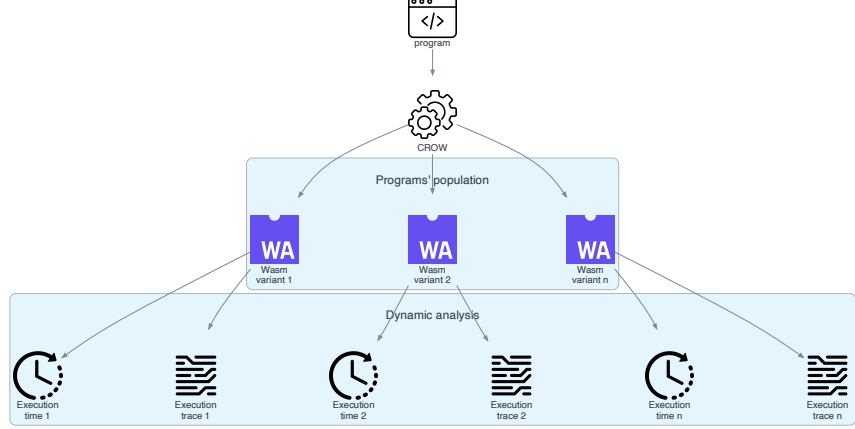 </>
program
CROW
Programs' population
WA
WA
WA
Wasm
variant 1
Wasm
variant 2
Wasm
variant n
Dynamic analysis
Execution
time 1
Execution
trace 1
Execution
time 2
Execution
trace 2
Execution
time n
Execution
trace n